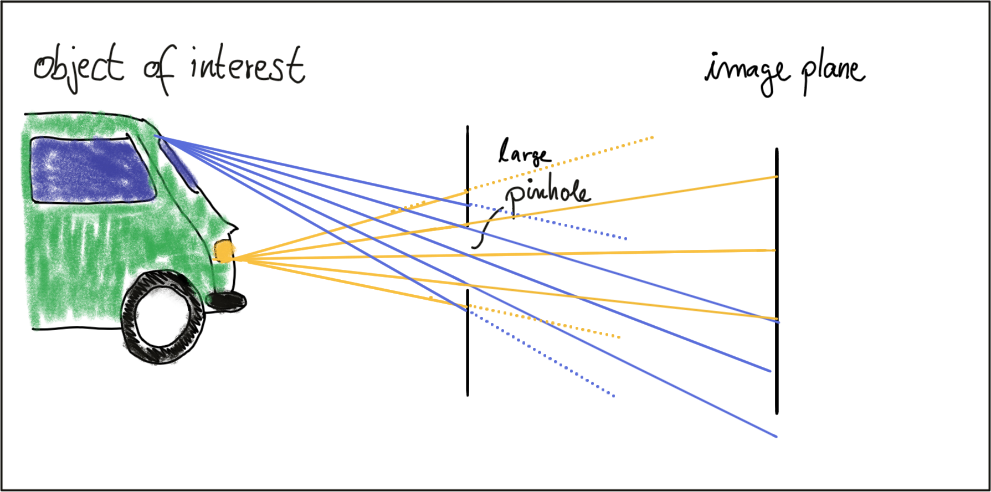 object of interest
image plane
large
pinhole